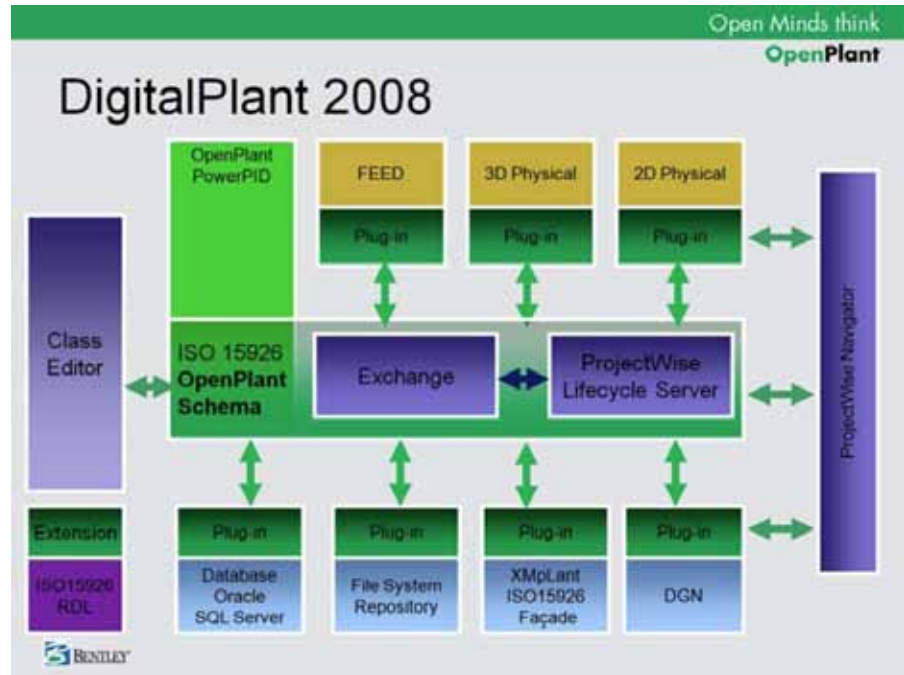 Open Minds think
OpenPlant
DigitalPlant 2008
OpenPlant
PowerPID
FEED
Plug-in
3D Physical
Plug-in
2D Physical
Plug-in
Class
Editor
ISO 15926
OpenPlant
Schema
Exchange
ProjectWise
Lifecycle Server
ProjectWise Navigator
Extension
ISO15926
RDL
Plug-in
Database
Oracle
SQL Server
Plug-in
File System
Repository
Plug-in
XMpLant
ISO15926
Façade
Plug-in
DGN
BENTLEY